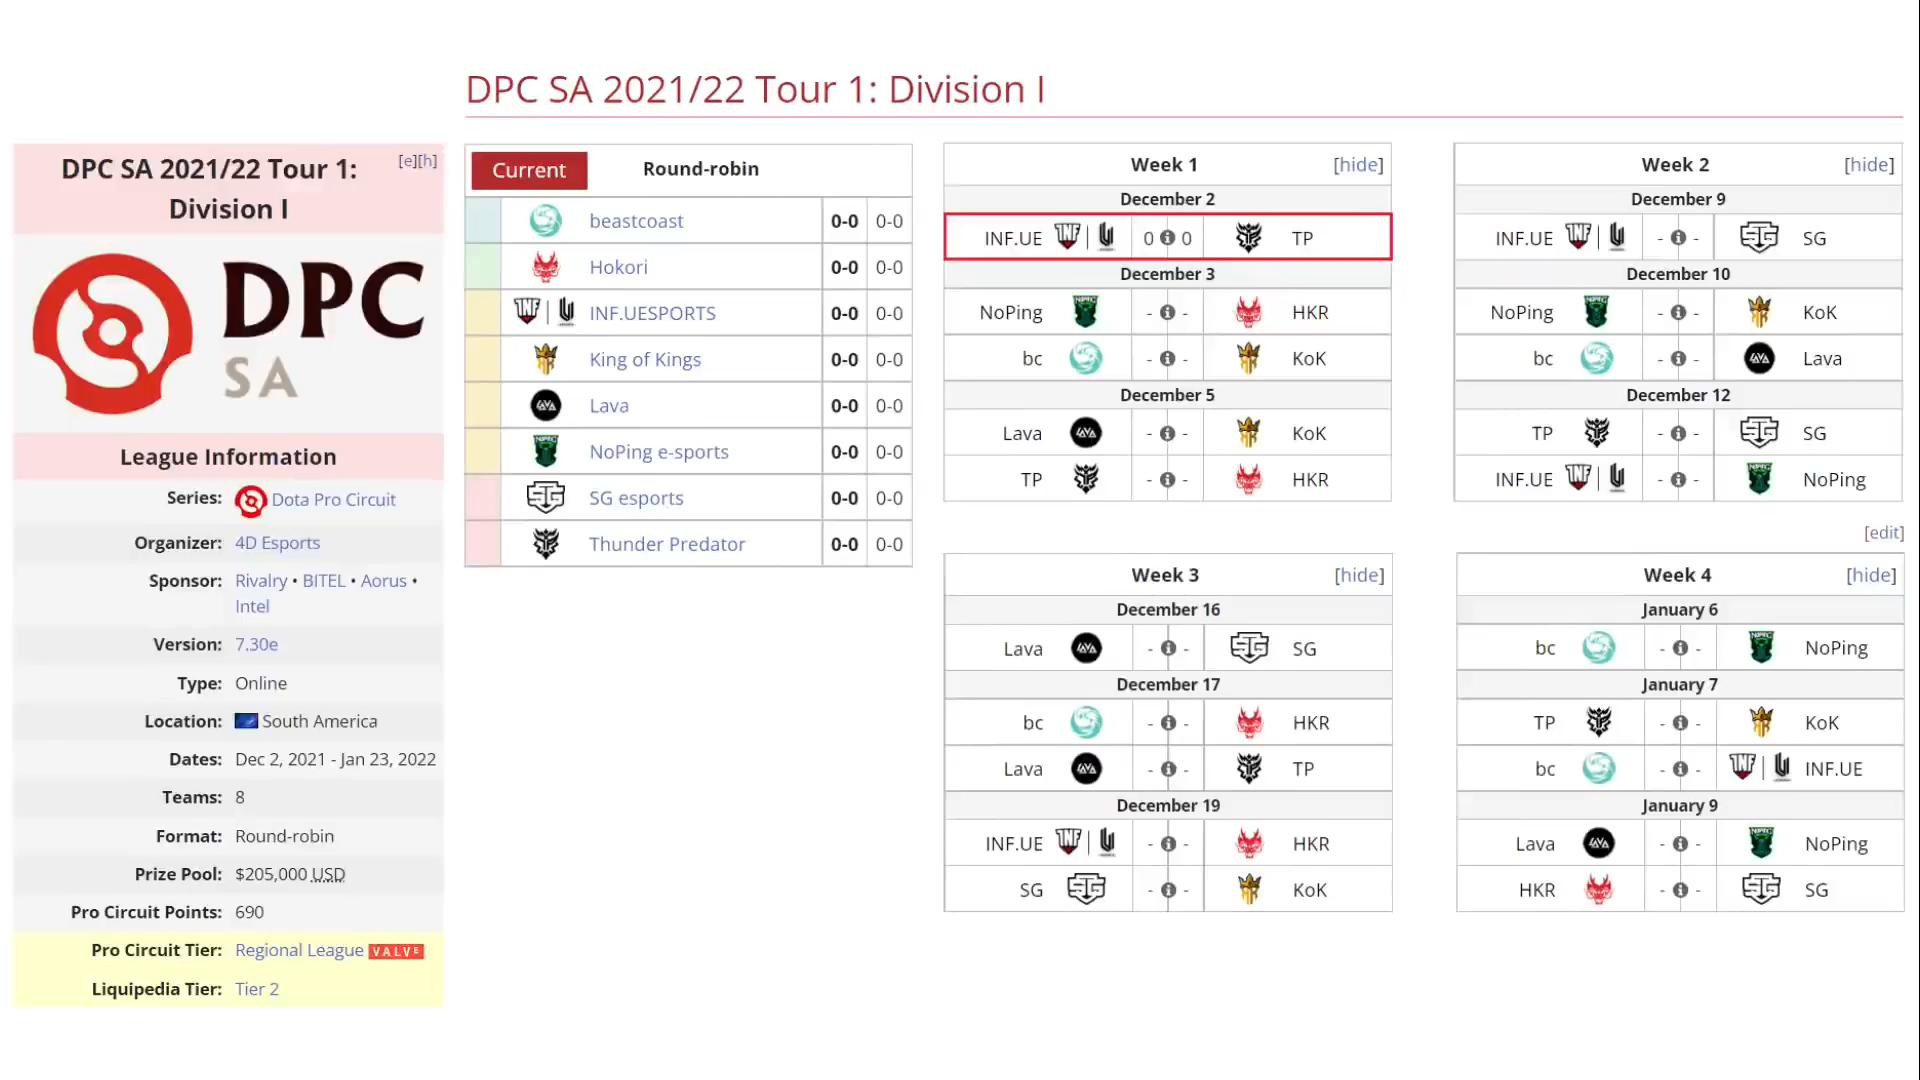 DPC SA 2021/22 Tour 1: Division I
DPC SA 2021/22 Tour 1: [e][h]
Division I
DPC
SA
League Information
Series: Dota Pro Circuit
Organizer: 4D Esports
Sponsor: Rivalry • BITEL • Aorus •
Intel
Version: 7.30e
Type: Online
Location: South America
Dates: Dec 2, 2021 - Jan 23, 2022
Teams: 8
Format: Round-robin
Prize Pool: $205,000 USD
Pro Circuit Points: 690
Pro Circuit Tier: Regional League VALVE
Liquipedia Tier: Tier 2
Current Round-robin
beastcoast 0-0 0-0
Hokori 0-0 0-0
INF.UESPORTS 0-0 0-0
King of Kings 0-0 0-0
Lava 0-0 0-0
NoPing e-sports 0-0 0-0
SG esports 0-0 0-0
Thunder Predator 0-0 0-0
Week 1 [hide]
December 2
INF.UE 0 0 TP
December 3
NoPing - - HKR
bc - - KoK
December 5
Lava - - KoK
TP - - HKR
Week 2 [hide]
December 9
INF.UE - - SG
December 10
NoPing - - KoK
bc - - Lava
December 12
TP - - SG
INF.UE - - NoPing
[edit]
Week 3 [hide]
December 16
Lava - - SG
December 17
bc - - HKR
Lava - - TP
December 19
INF.UE - - HKR
SG - - KoK
Week 4 [hide]
January 6
bc - - NoPing
January 7
TP - - KoK
bc - - INF.UE
January 9
Lava - - NoPing
HKR - - SG